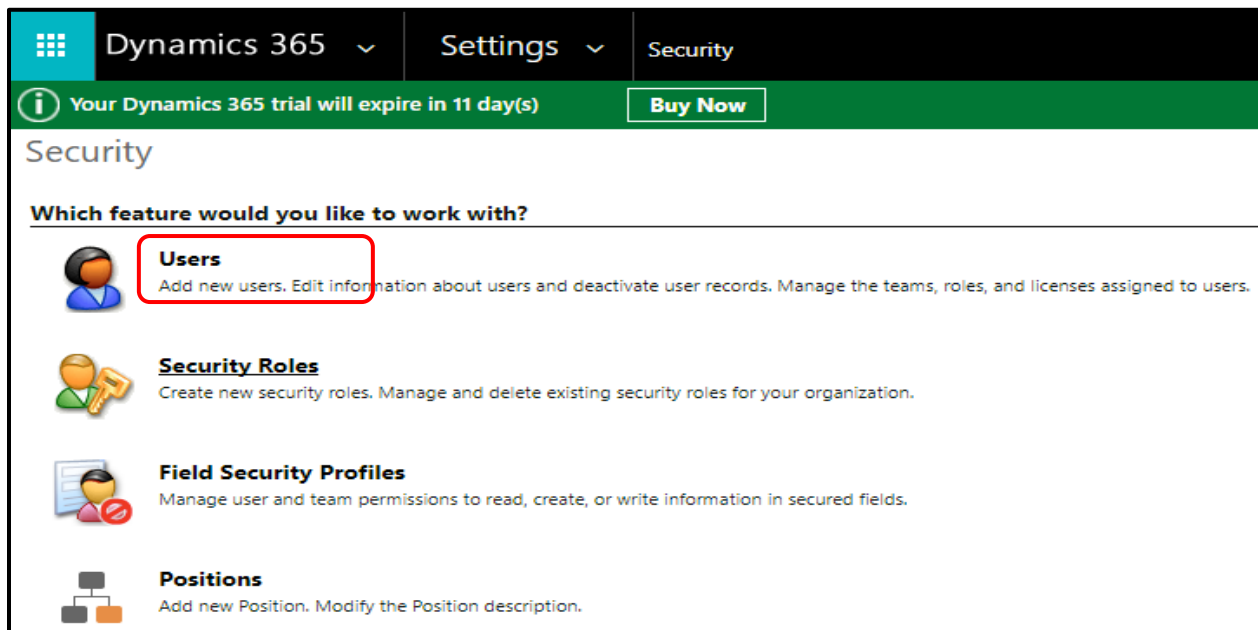 Dynamics 365 Settings Security
Your Dynamics 365 trial will expire in 11 day(s) Buy Now
Security
Which feature would you like to work with?
Users
Add new users. Edit information about users and deactivate user records. Manage the teams, roles, and licenses assigned to users.
Security Roles
Create new security roles. Manage and delete existing security roles for your organization.
Field Security Profiles
Manage user and team permissions to read, create, or write information in secured fields.
Positions
Add new Position. Modify the Position description.